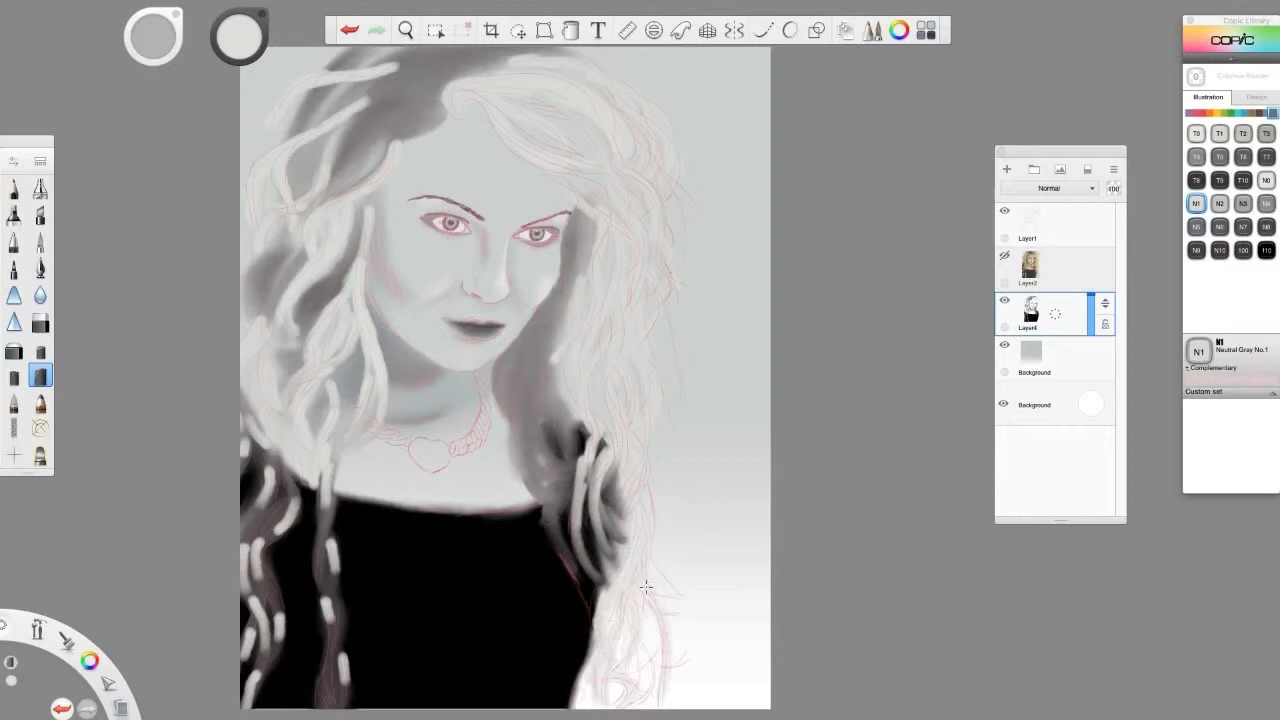 Copic Library
COPIC
0 Colorless Blender
Illustration Design
T0 T1 T2 T3
T4 T5 T6 T7
T8 T9 T10 N0
N1 N2 N3 N4
N5 N6 N7 N8
N9 N10 100 110
N1
N1 Neutral Gray No.1
Complementary
Custom set
T
Normal
100
Layer1
Layer2
Layer4
Background
Background